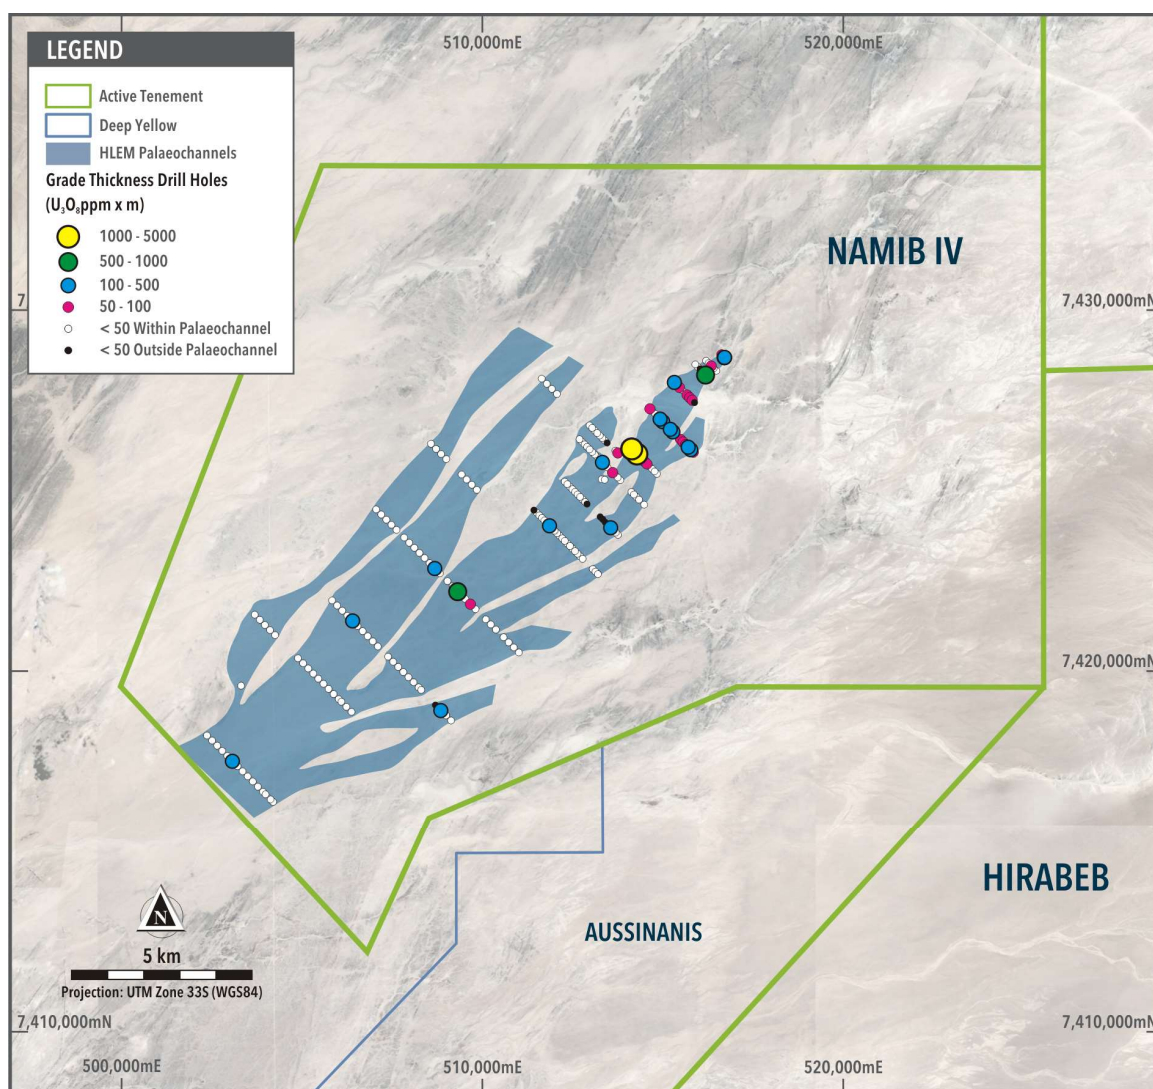 LEGEND
Active Tenement
Deep Yellow
HLEM Palaeochannels
Grade Thickness Drill Holes
(U₃O₈ppm x m)
1000 - 5000
500 - 1000
100 - 500
50 - 100
< 50 Within Palaeochannel
< 50 Outside Palaeochannel
510,000mE
520,000mE
NAMIB IV
7
7,430,000mN
7,420,000mN
HIRABEB
AUSSINANIS
N
5 km
Projection: UTM Zone 33S (WGS84)
7,410,000mN
7,410,000mN
500,000mE
510,000mE
520,000mE